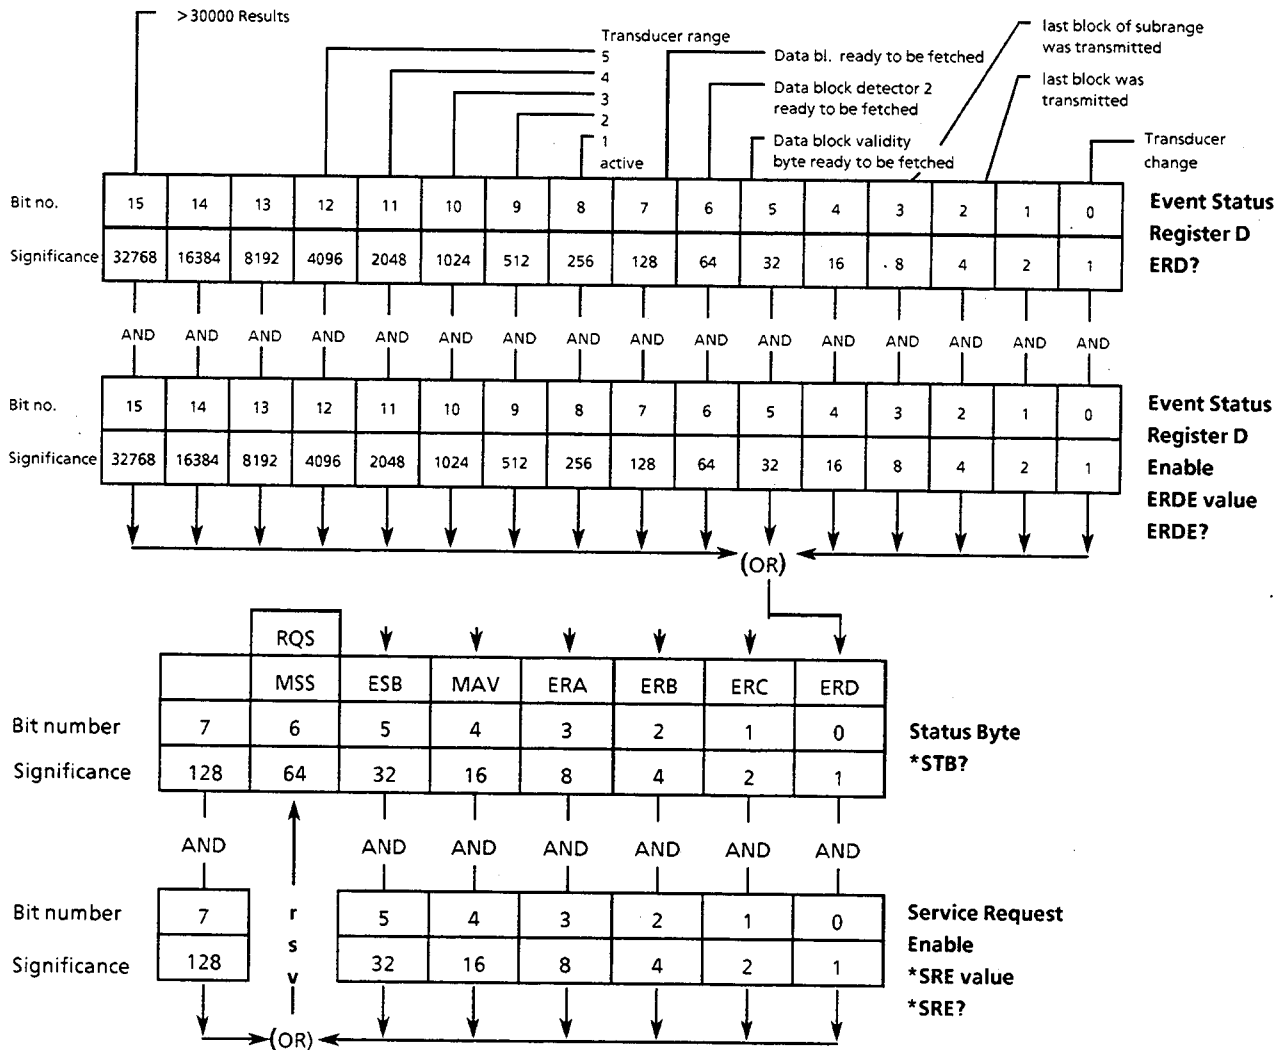 > 30000 Results
Transducer range
5
4
3
2
1
active
Data bl. ready to be fetched
Data block detector 2
ready to be fetched
Data block validity
byte ready to be fetched
last block of subrange
was transmitted
last block was
transmitted
Transducer
change
Bit no. 15 14 13 12 11 10 9 8 7 6 5 4 3 2 1 0
Significance 32768 16384 8192 4096 2048 1024 512 256 128 64 32 16 8 4 2 1
Event Status
Register D
ERD?
AND AND AND AND AND AND AND AND AND AND AND AND AND AND AND AND
Bit no. 15 14 13 12 11 10 9 8 7 6 5 4 3 2 1 0
Significance 32768 16384 8192 4096 2048 1024 512 256 128 64 32 16 8 4 2 1
Event Status
Register D
Enable
ERDE value
ERDE?
(OR)
RQS
MSS ESB MAV ERA ERB ERC ERD
Bit number 7 6 5 4 3 2 1 0
Significance 128 64 32 16 8 4 2 1
Status Byte
*STB?
AND AND AND AND AND AND AND
Bit number 7 5 4 3 2 1 0
Significance 128 32 16 8 4 2 1
r
s
v
Service Request
Enable
*SRE value
*SRE?
(OR)